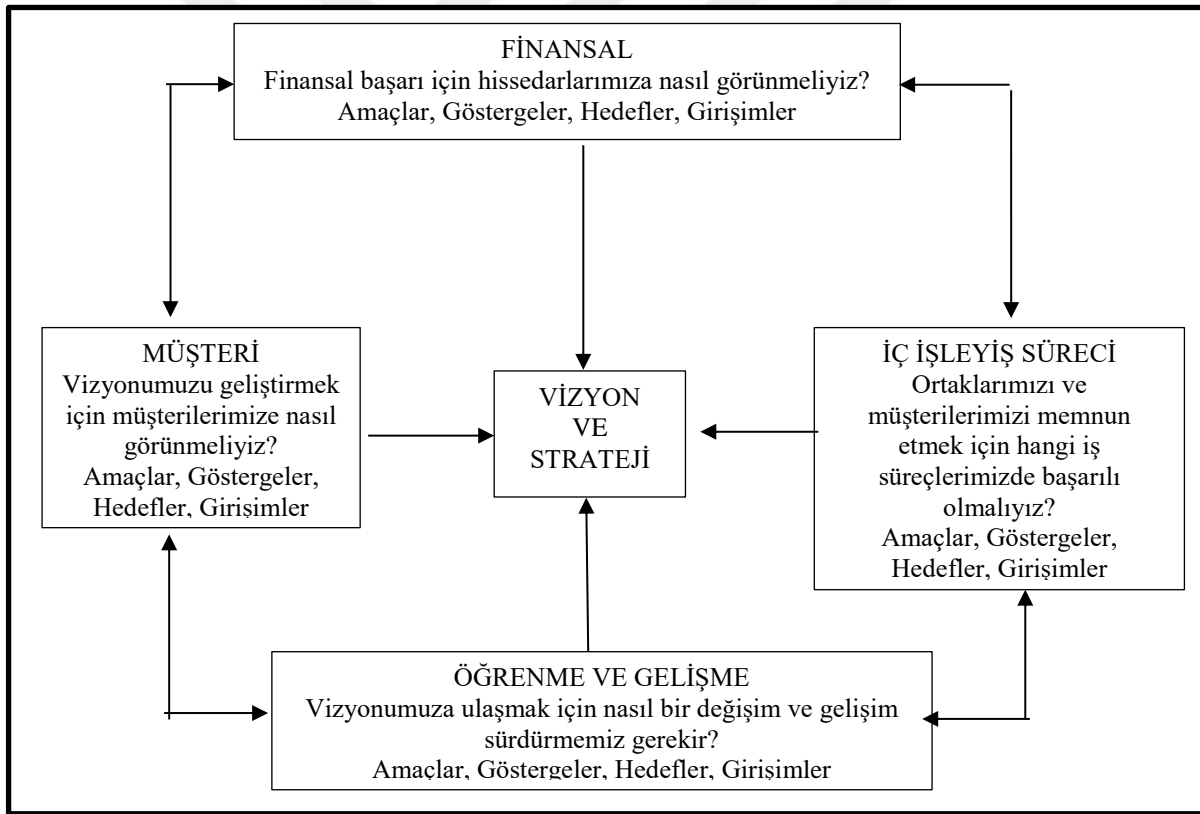 FİNANSAL
Finansal başarı için hissedarlarımıza nasıl görünmeliyiz?
Amaçlar, Göstergeler, Hedefler, Girişimler
MÜŞTERİ
Vizyonumuzu geliştirmek
için müşterilerimize nasıl
görünmeliyiz?
Amaçlar, Göstergeler,
Hedefler, Girişimler
VİZYON
VE
STRATEJİ
İÇ İŞLEYİŞ SÜRECİ
Ortaklarımızı ve
müşterilerimizi memnun
etmek için hangi iş
süreçlerimizde başarılı
olmalıyız?
Amaçlar, Göstergeler,
Hedefler, Girişimler
ÖĞRENME VE GELİŞME
Vizyonumuza ulaşmak için nasıl bir değişim ve gelişim
sürdürmemiz gerekir?
Amaçlar, Göstergeler, Hedefler, Girişimler